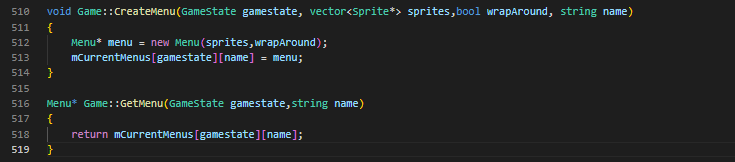 510 void Game::CreateMenu(GameState gamestate, vector<Sprite*> sprites,bool wrapAround, string name)
511 {
512     Menu* menu = new Menu(sprites,wrapAround);
513     mCurrentMenus[gamestate][name] = menu;
514 }
515
516 Menu* Game::GetMenu(GameState gamestate,string name)
517 {
518     return mCurrentMenus[gamestate][name];
519 }